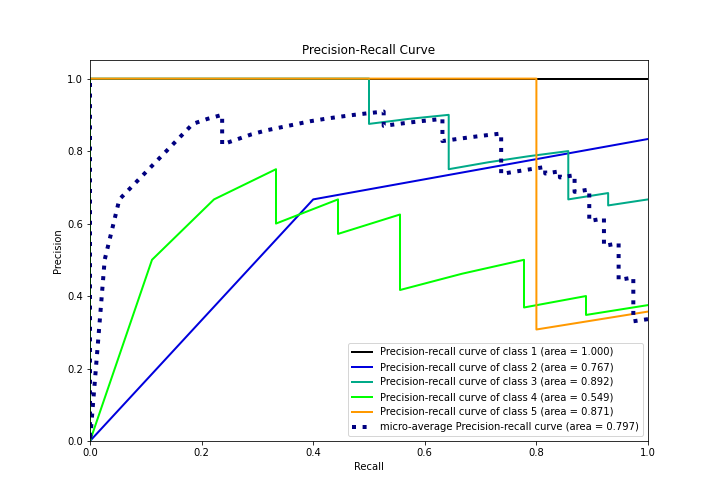 Precision-Recall Curve
Precision
1.0
0.8
0.6
0.4
0.2
0.0
0.0 0.2 0.4 0.6 0.8 1.0
Recall
Precision-recall curve of class 1 (area = 1.000)
Precision-recall curve of class 2 (area = 0.767)
Precision-recall curve of class 3 (area = 0.892)
Precision-recall curve of class 4 (area = 0.549)
Precision-recall curve of class 5 (area = 0.871)
micro-average Precision-recall curve (area = 0.797)